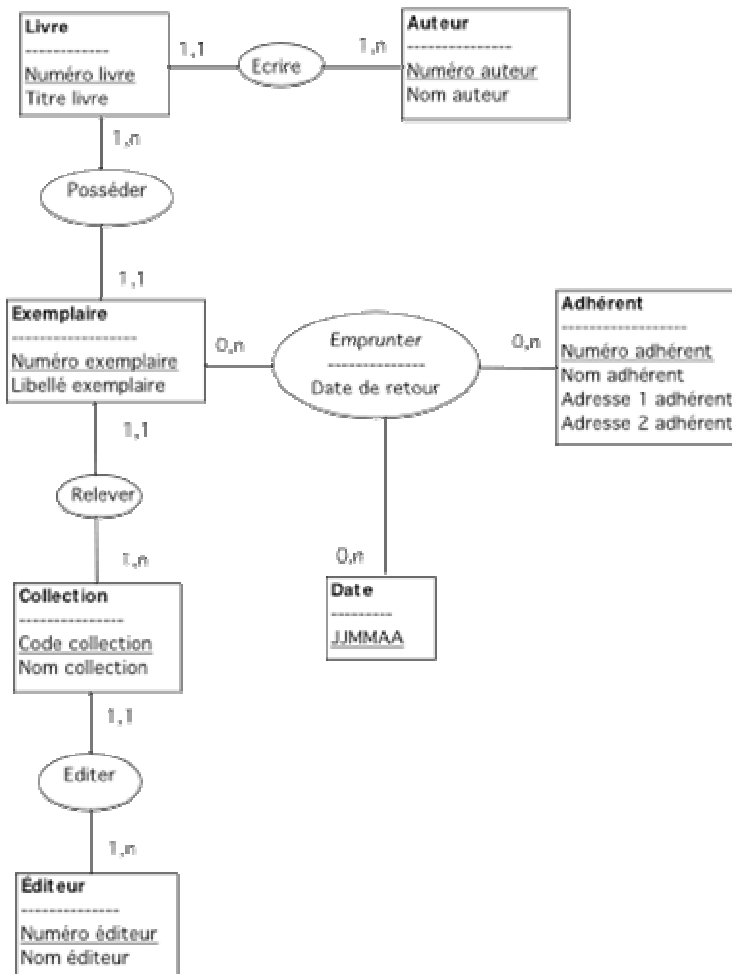 Livre
------------
Numéro livre
Titre livre
1,1
Ecrire
1,n
Auteur
---------------
Numéro auteur
Nom auteur
1,n
Posséder
1,1
Exemplaire
------------------
Numéro exemplaire
Libellé exemplaire
0,n
Emprunter
--------------
Date de retour
0,n
Adhérent
------------------
Numéro adhérent
Nom adhérent
Adresse 1 adhérent
Adresse 2 adhérent
1,1
Relever
1,n
0,n
Collection
---------------
Code collection
Nom collection
Date
---------
JJMMAA
1,1
Editer
1,n
Éditeur
--------------
Numéro éditeur
Nom éditeur